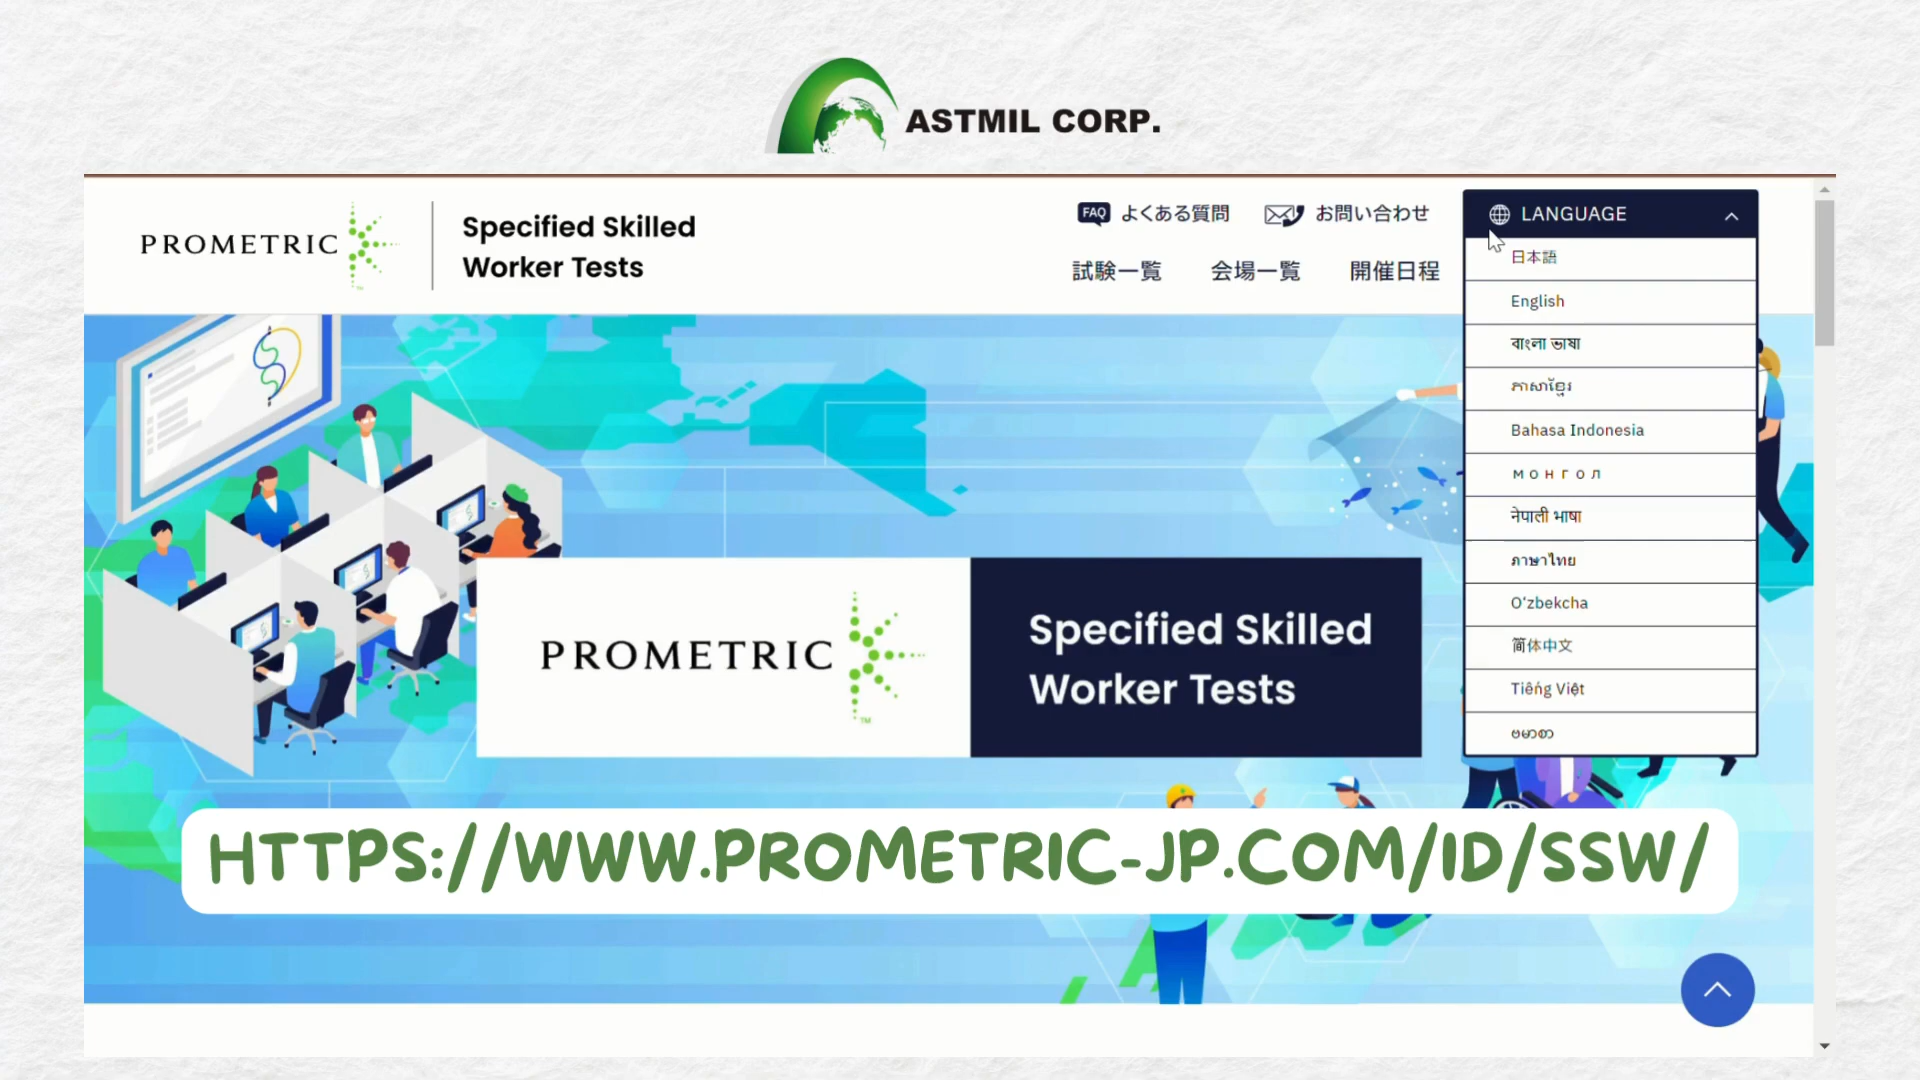 ASTMIL CORP.
PROMETRIC
Specified Skilled
Worker Tests
FAQ よくある質問
お問い合わせ
試験一覧
会場一覧
開催日程
LANGUAGE
日本語
English
বাংলা ভাষা
ភាសាខ្មែរ
Bahasa Indonesia
монгол
नेपाली भाषा
ภาษาไทย
O'zbekcha
简体中文
Tiếng Việt
ဗမာစာ
PROMETRIC
TM
Specified Skilled
Worker Tests
HTTPS://WWW.PROMETRIC-JP.COM/ID/SSW/